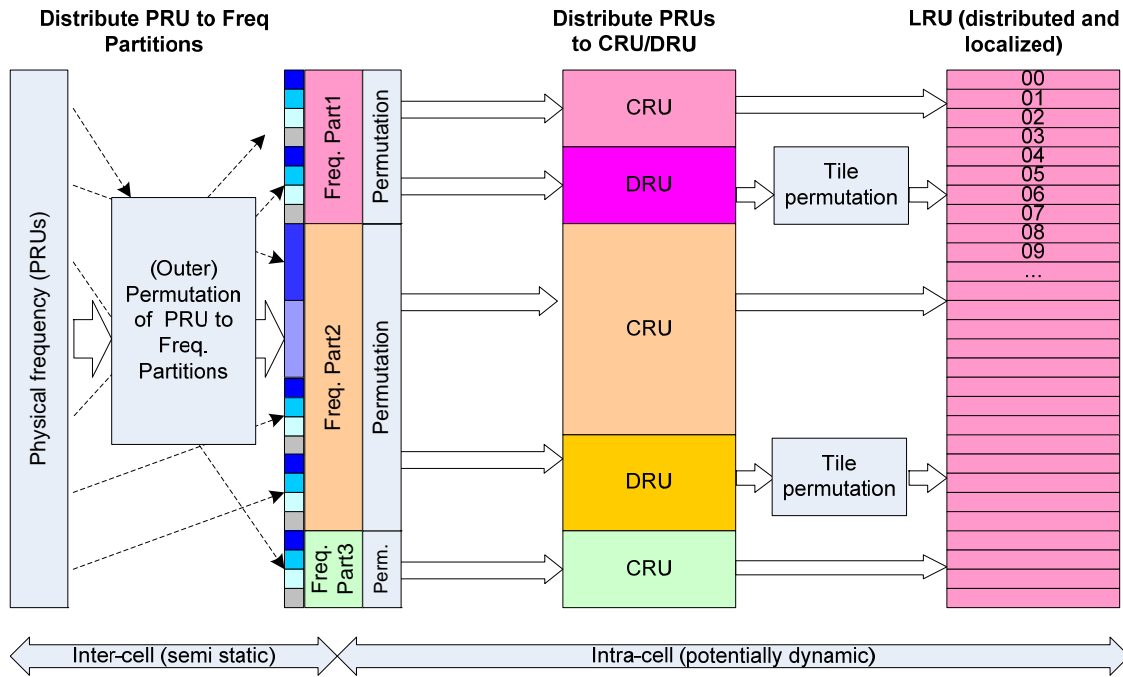 Distribute PRU to Freq
Partitions
Distribute PRUs
to CRU/DRU
LRU (distributed and
localized)
Physical frequency (PRUs)
(Outer)
Permutation
of PRU to
Freq.
Partitions
Freq. Part1
Permutation
Freq. Part2
Permutation
Freq.
Part3
Perm.
CRU
DRU
CRU
DRU
CRU
Tile
permutation
Tile
permutation
00
01
02
03
04
05
06
07
08
09
...
Inter-cell (semi static)
Intra-cell (potentially dynamic)